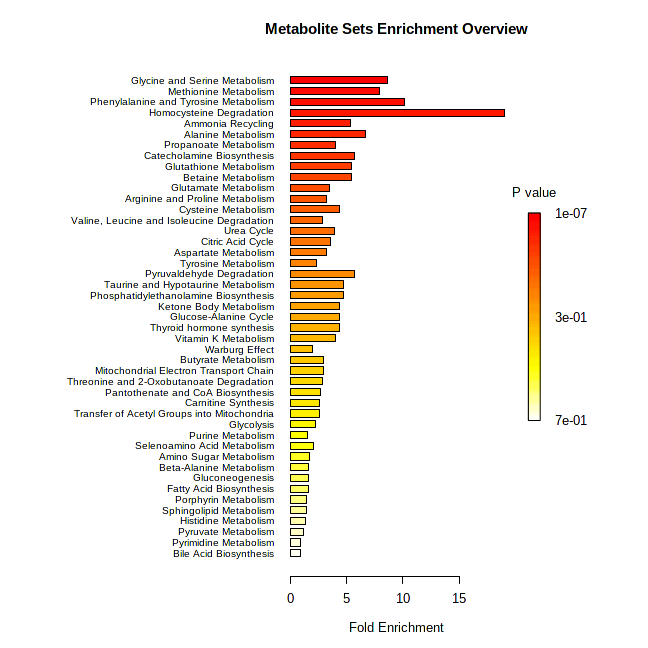 Metabolite Sets Enrichment Overview
Glycine and Serine Metabolism
Methionine Metabolism
Phenylalanine and Tyrosine Metabolism
Homocysteine Degradation
Ammonia Recycling
Alanine Metabolism
Propanoate Metabolism
Catecholamine Biosynthesis
Glutathione Metabolism
Betaine Metabolism
Glutamate Metabolism
Arginine and Proline Metabolism
Cysteine Metabolism
Valine, Leucine and Isoleucine Degradation
Urea Cycle
Citric Acid Cycle
Aspartate Metabolism
Tyrosine Metabolism
Pyruvaldehyde Degradation
Taurine and Hypotaurine Metabolism
Phosphatidylethanolamine Biosynthesis
Ketone Body Metabolism
Glucose-Alanine Cycle
Thyroid hormone synthesis
Vitamin K Metabolism
Warburg Effect
Butyrate Metabolism
Mitochondrial Electron Transport Chain
Threonine and 2-Oxobutanoate Degradation
Pantothenate and CoA Biosynthesis
Carnitine Synthesis
Transfer of Acetyl Groups into Mitochondria
Glycolysis
Purine Metabolism
Selenoamino Acid Metabolism
Amino Sugar Metabolism
Beta-Alanine Metabolism
Gluconeogenesis
Fatty Acid Biosynthesis
Porphyrin Metabolism
Sphingolipid Metabolism
Histidine Metabolism
Pyruvate Metabolism
Pyrimidine Metabolism
Bile Acid Biosynthesis
0 5 10 15
Fold Enrichment
P value
1e-07
3e-01
7e-01